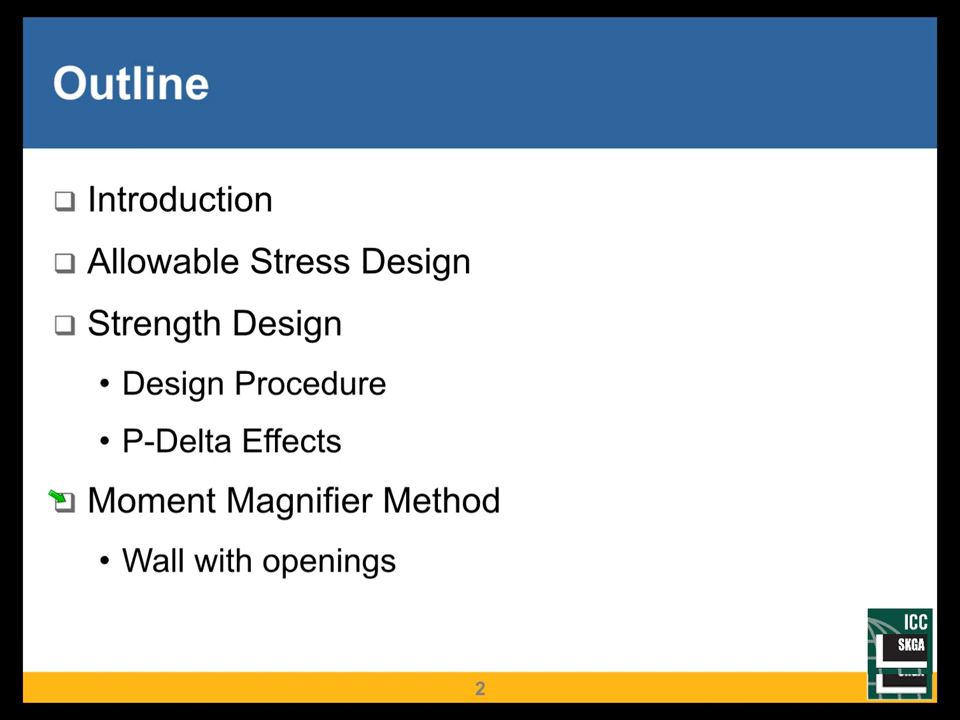 Outline
Introduction
Allowable Stress Design
Strength Design
• Design Procedure
• P-Delta Effects
Moment Magnifier Method
• Wall with openings
ICC
SKGA
2